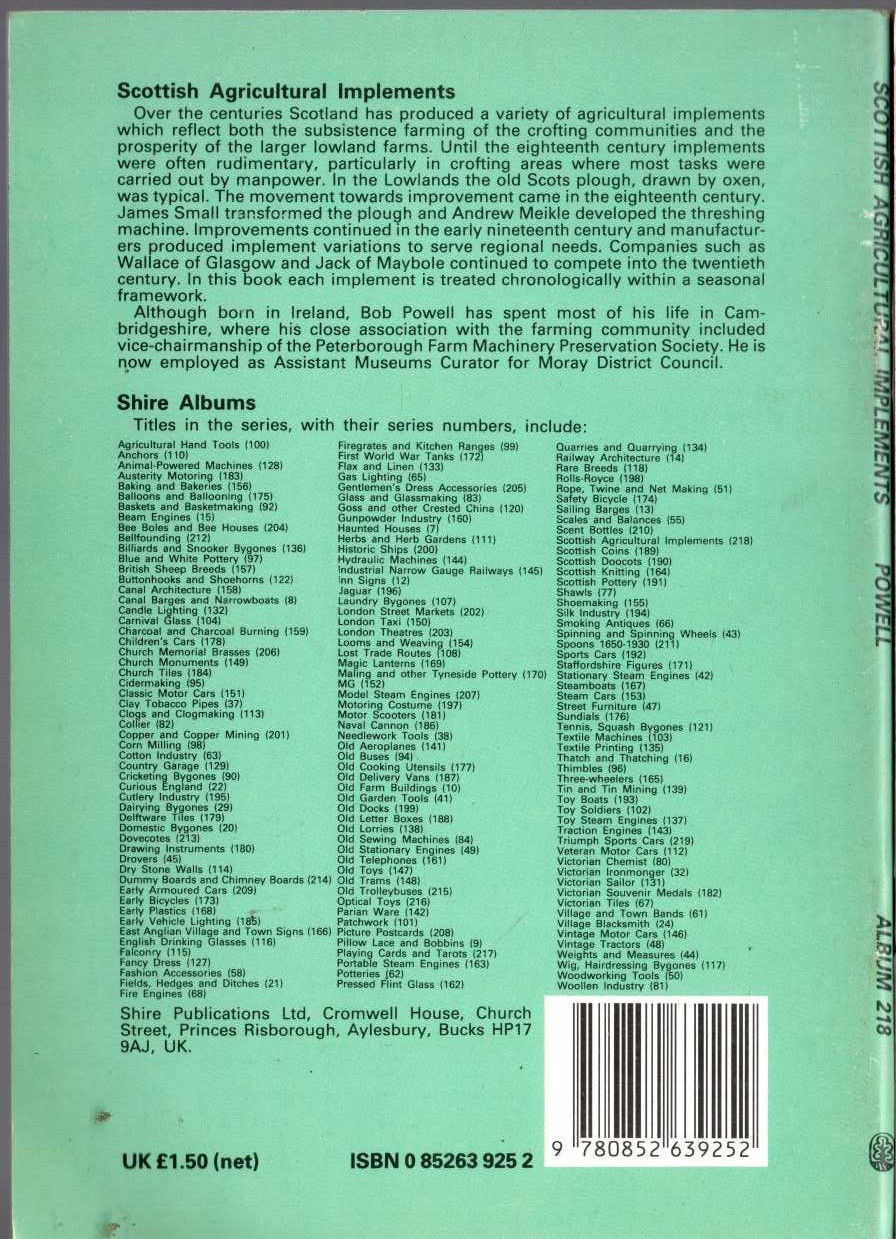 Scottish Agricultural Implements
Over the centuries Scotland has produced a variety of agricultural implements
which reflect both the subsistence farming of the crofting communities and the
prosperity of the larger lowland farms. Until the eighteenth century implements
were often rudimentary, particularly in crofting areas where most tasks were
carried out by manpower. In the Lowlands the old Scots plough, drawn by oxen,
was typical. The movement towards improvement came in the eighteenth century.
James Small transformed the plough and Andrew Meikle developed the threshing
machine. Improvements continued in the early nineteenth century and manufactur-
ers produced implement variations to serve regional needs. Companies such as
Wallace of Glasgow and Jack of Maybole continued to compete into the twentieth
century. In this book each implement is treated chronologically within a seasonal
framework.
Although born in Ireland, Bob Powell has spent most of his life in Cam-
bridgeshire, where his close association with the farming community included
vice-chairmanship of the Peterborough Farm Machinery Preservation Society. He is
now employed as Assistant Museums Curator for Moray District Council.
Shire Albums
Titles in the series, with their series numbers, include:
Agricultural Hand Tools (100)
Anchors (110)
Animal-Powered Machines (128)
Austerity Motoring (183)
Baking and Bakeries (156)
Balloons and Ballooning (175)
Baskets and Basketmaking (92)
Beam Engines (15)
Bee Boles and Bee Houses (204)
Bellfounding (212)
Billiards and Snooker Bygones (136)
Blue and White Pottery (97)
British Sheep Breeds (157)
Buttonhooks and Shoehorns (122)
Canal Architecture (158)
Canal Barges and Narrowboats (8)
Candle Lighting (132)
Carnival Glass (104)
Charcoal and Charcoal Burning (159)
Children's Cars (178)
Church Memorial Brasses (206)
Church Monuments (149)
Church Tiles (184)
Cidermaking (95)
Classic Motor Cars (151)
Clay Tobacco Pipes (37)
Clogs and Clogmaking (113)
Collier (82)
Copper and Copper Mining (201)
Corn Milling (98)
Cotton Industry (63)
Country Garage (129)
Cricketing Bygones (90)
Curious England (22)
Cutlery Industry (195)
Dairying Bygones (29)
Delftware Tiles (179)
Domestic Bygones (20)
Dovecotes (213)
Drawing Instruments (180)
Drovers (45)
Dry Stone Walls (114)
Dummy Boards and Chimney Boards (214)
Early Armoured Cars (209)
Early Bicycles (173)
Early Plastics (168)
Early Vehicle Lighting (185)
East Anglian Village and Town Signs (166)
English Drinking Glasses (116)
Falconry (115)
Fancy Dress (127)
Fashion Accessories (58)
Fields, Hedges and Ditches (21)
Fire Engines (68)
Firegrates and Kitchen Ranges (99)
First World War Tanks (172)
Flax and Linen (133)
Gas Lighting (65)
Gentlemen's Dress Accessories (205)
Glass and Glassmaking (83)
Goss and other Crested China (120)
Gunpowder Industry (160)
Haunted Houses (7)
Herbs and Herb Gardens (111)
Historic Ships (200)
Hydraulic Machines (144)
Industrial Narrow Gauge Railways (145)
Inn Signs (12)
Jaguar (196)
Laundry Bygones (107)
London Street Markets (202)
London Taxi (150)
London Theatres (203)
Looms and Weaving (154)
Lost Trade Routes (108)
Magic Lanterns (169)
Maling and other Tyneside Pottery (170)
MG (152)
Model Steam Engines (207)
Motoring Costume (197)
Motor Scooters (181)
Naval Cannon (186)
Needlework Tools (38)
Old Aeroplanes (141)
Old Buses (94)
Old Cooking Utensils (177)
Old Delivery Vans (187)
Old Farm Buildings (10)
Old Garden Tools (41)
Old Docks (199)
Old Letter Boxes (188)
Old Lorries (138)
Old Sewing Machines (84)
Old Stationary Engines (49)
Old Telephones (161)
Old Toys (147)
Old Trams (148)
Old Trolleybuses (215)
Optical Toys (216)
Parian Ware (142)
Patchwork (101)
Picture Postcards (208)
Pillow Lace and Bobbins (9)
Playing Cards and Tarots (217)
Portable Steam Engines (163)
Potteries (62)
Pressed Flint Glass (162)
Quarries and Quarrying (134)
Railway Architecture (14)
Rare Breeds (118)
Rolls-Royce (198)
Rope, Twine and Net Making (51)
Safety Bicycle (174)
Sailing Barges (13)
Scales and Balances (55)
Scent Bottles (210)
Scottish Agricultural Implements (218)
Scottish Coins (189)
Scottish Doocots (190)
Scottish Knitting (164)
Scottish Pottery (191)
Shawls (77)
Shoemaking (155)
Silk Industry (194)
Smoking Antiques (66)
Spinning and Spinning Wheels (43)
Spoons 1650-1930 (211)
Sports Cars (192)
Staffordshire Figures (171)
Stationary Steam Engines (42)
Steamboats (167)
Steam Cars (153)
Street Furniture (47)
Sundials (176)
Tennis, Squash Bygones (121)
Textile Machines (103)
Textile Printing (135)
Thatch and Thatching (16)
Thimbles (96)
Three-wheelers (165)
Tin and Tin Mining (139)
Toy Boats (193)
Toy Soldiers (102)
Toy Steam Engines (137)
Traction Engines (143)
Triumph Sports Cars (219)
Veteran Motor Cars (112)
Victorian Chemist (80)
Victorian Ironmonger (32)
Victorian Sailor (131)
Victorian Souvenir Medals (182)
Victorian Tiles (67)
Village and Town Bands (61)
Village Blacksmith (24)
Vintage Motor Cars (146)
Vintage Tractors (48)
Weights and Measures (44)
Wig, Hairdressing Bygones (117)
Woodworking Tools (50)
Woollen Industry (81)
Shire Publications Ltd, Cromwell House, Church
Street, Princes Risborough, Aylesbury, Bucks HP17
9AJ, UK.
UK £1.50 (net)
ISBN 0 85263 925 2
9 780852 639252
SCOTTISH AGRICULTURAL IMPLEMENTS POWELL ALBUM 218